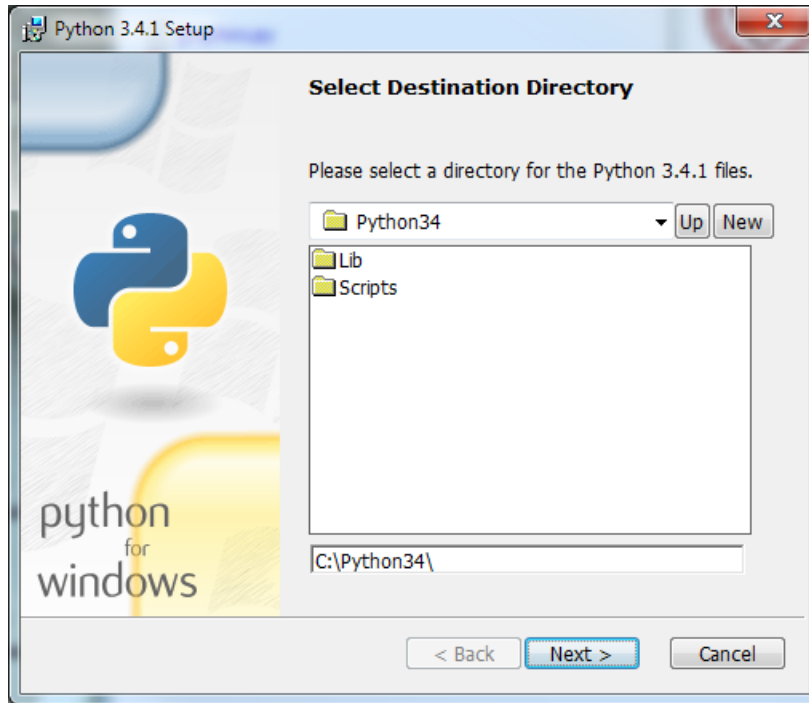 Python 3.4.1 Setup
Select Destination Directory
Please select a directory for the Python 3.4.1 files.
Python34
Up
New
Lib
Scripts
python
for
windows
C:\Python34\
< Back
Next >
Cancel